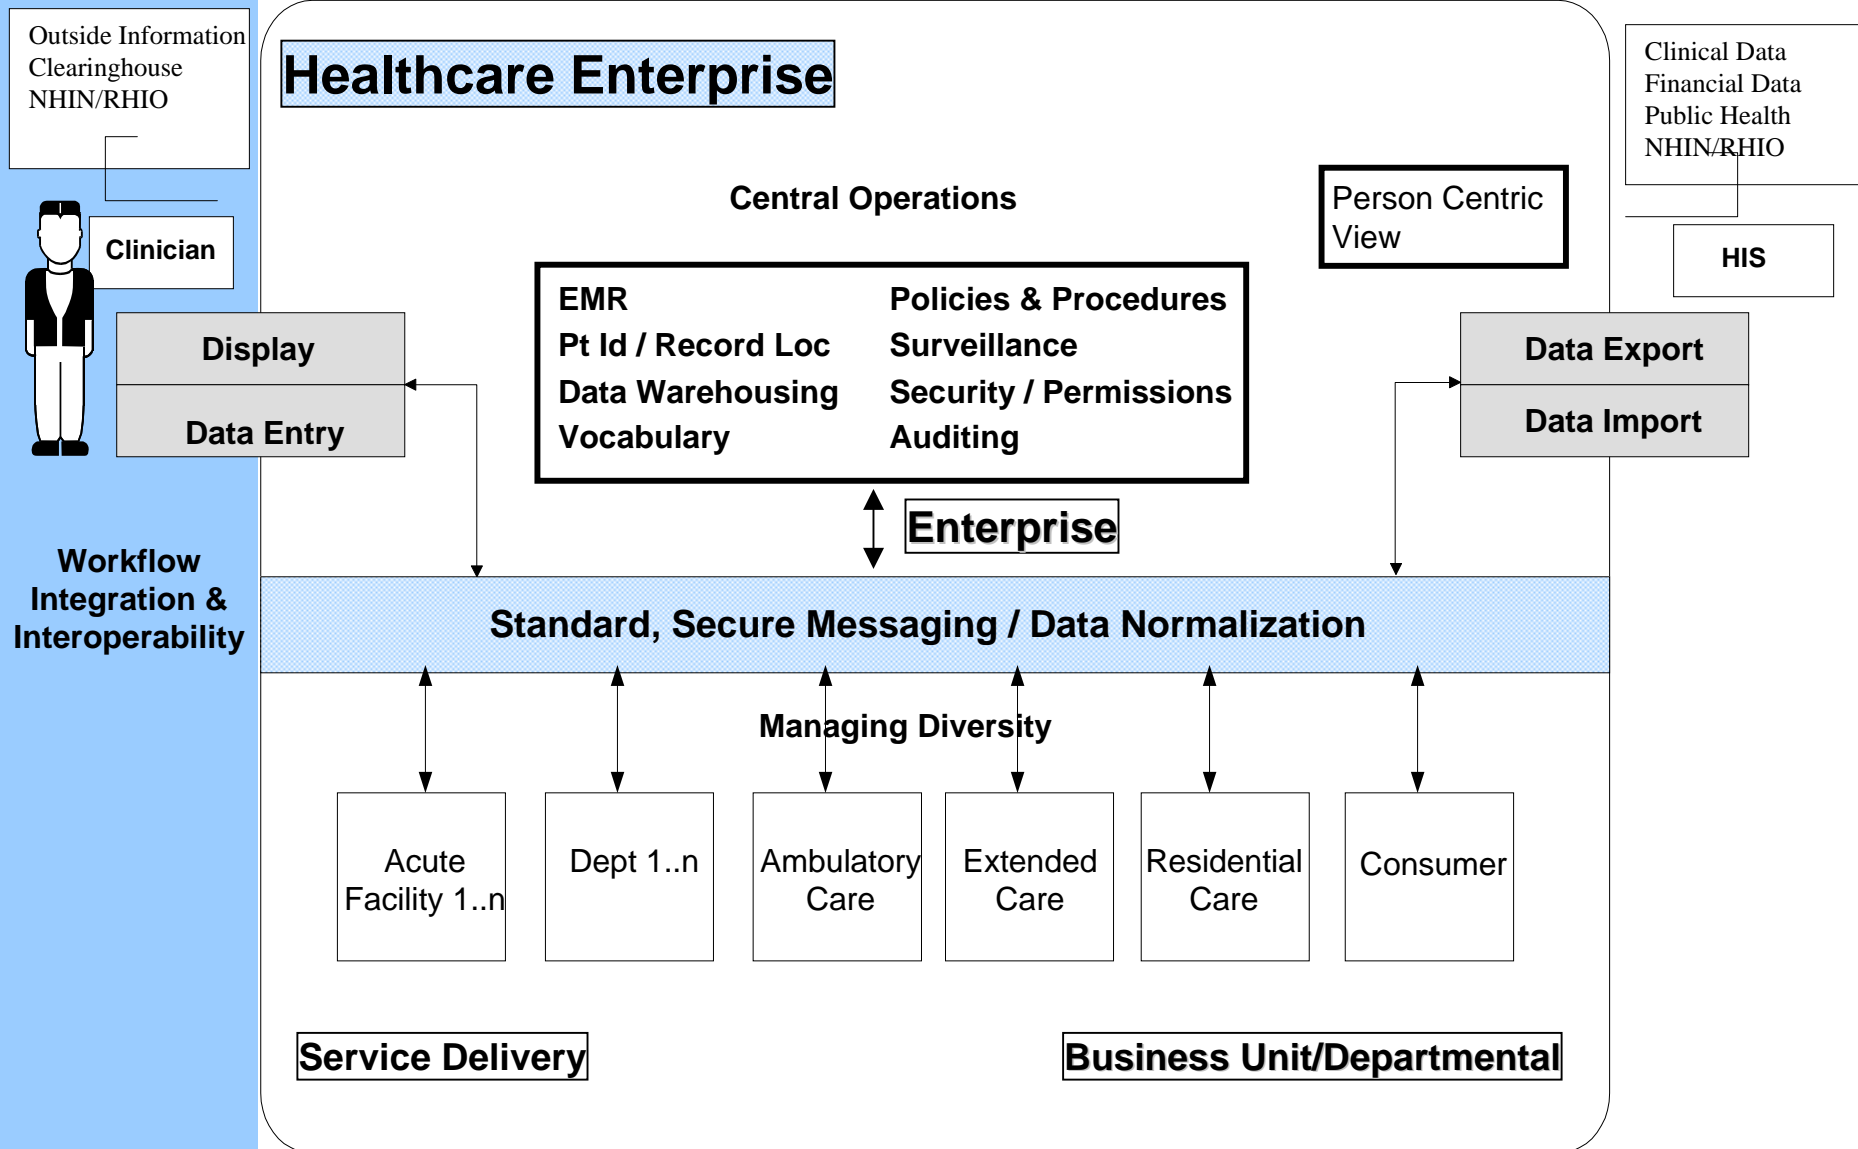 Outside Information
Clearinghouse
NHIN/RHIO
Healthcare Enterprise
Clinical Data
Financial Data
Public Health
NHIN/RHIO
Central Operations
Person Centric
View
Clinician
HIS
EMR
Pt Id / Record Loc
Data Warehousing
Vocabulary
Policies & Procedures
Surveillance
Security / Permissions
Auditing
Display
Data Entry
Data Export
Data Import
Enterprise
Workflow
Integration &
Interoperability
Standard, Secure Messaging / Data Normalization
Managing Diversity
Acute
Facility 1..n
Dept 1..n
Ambulatory
Care
Extended
Care
Residential
Care
Consumer
Service Delivery
Business Unit/Departmental